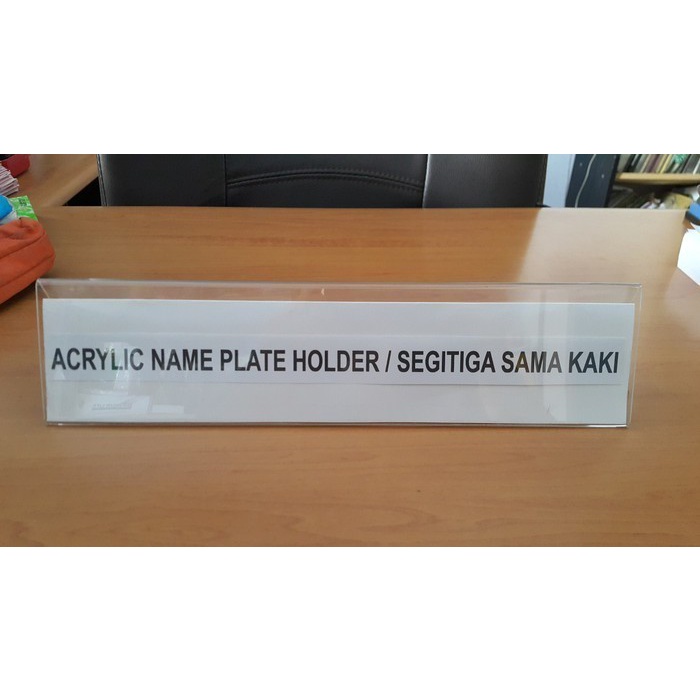 ACRYLIC NAME PLATE HOLDER / SEGITIGA SAMA KAKI